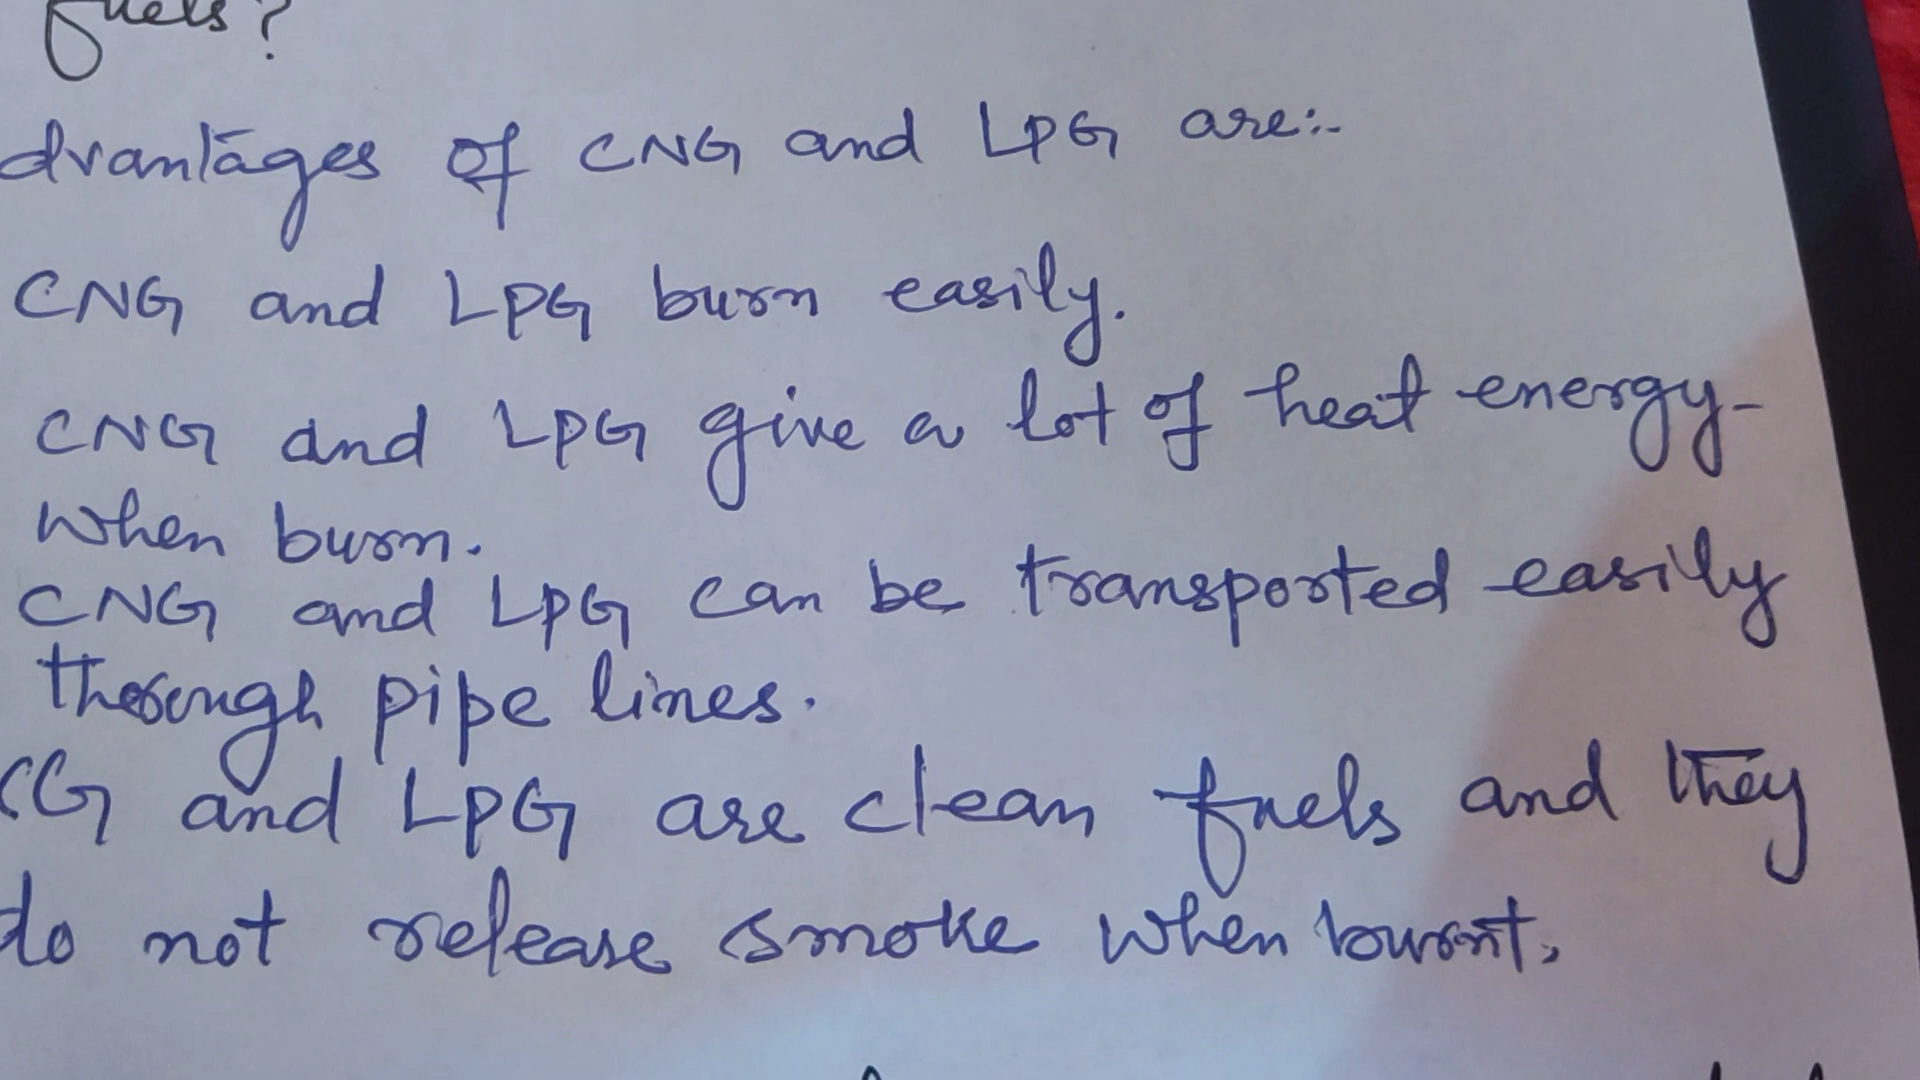 fuels?
dvantages of CNG and LPG are:-
CNG and LPG burn easily.
CNG and LPG give a lot of heat energy-
when burn.
CNG and LPG can be transported easily
through pipe lines.
CG and LPG are clean fuels and they
do not release smoke when burnt,